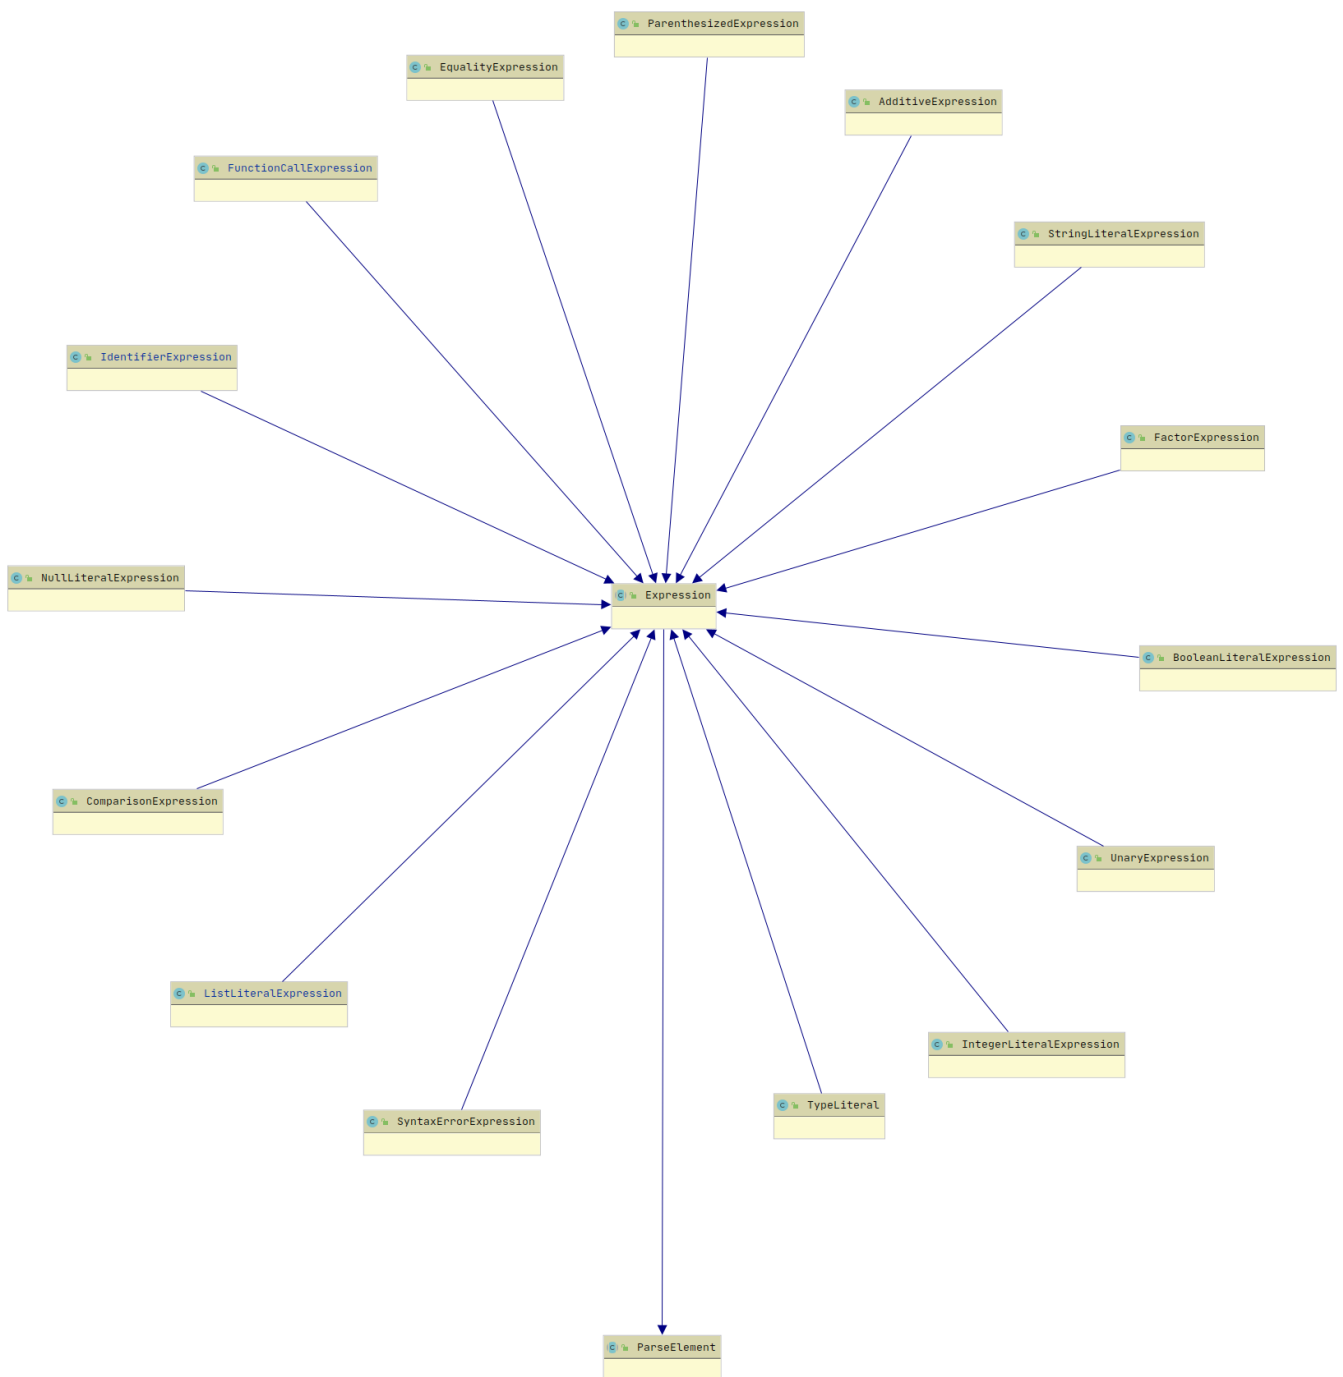 ParenthesizedExpression
EqualityExpression
AdditiveExpression
FunctionCallExpression
StringLiteralExpression
IdentifierExpression
FactorExpression
NullLiteralExpression
Expression
BooleanLiteralExpression
ComparisonExpression
UnaryExpression
ListLiteralExpression
IntegerLiteralExpression
TypeLiteral
SyntaxErrorExpression
ParseElement